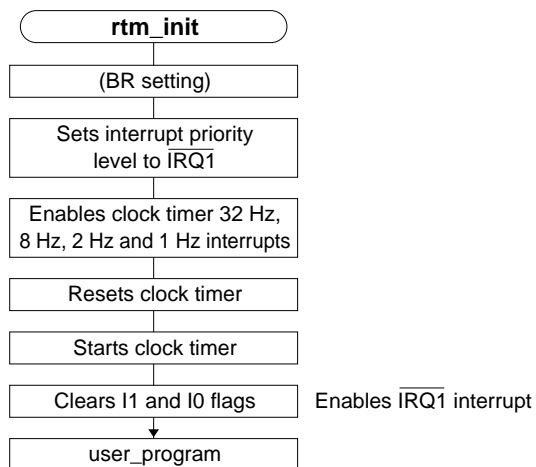 rtm_init
(BR setting)
Sets interrupt priority
level to IRQ1
Enables clock timer 32 Hz,
8 Hz, 2 Hz and 1 Hz interrupts
Resets clock timer
Starts clock timer
Clears I1 and I0 flags
Enables IRQ1 interrupt
user_program